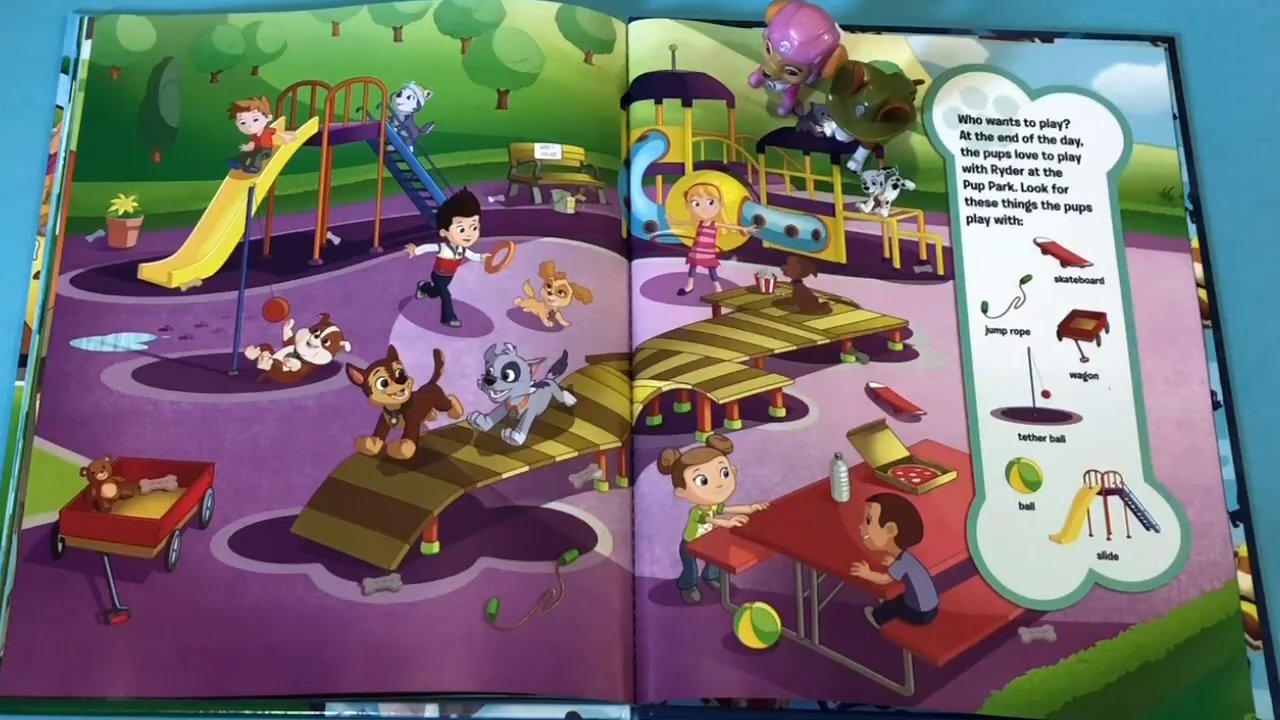 Who wants to play?
At the end of the day,
the pups love to play
with Ryder at the
Pup Park. Look for
these things the pups
play with:
skateboard
jump rope
wagon
tether ball
ball
slide